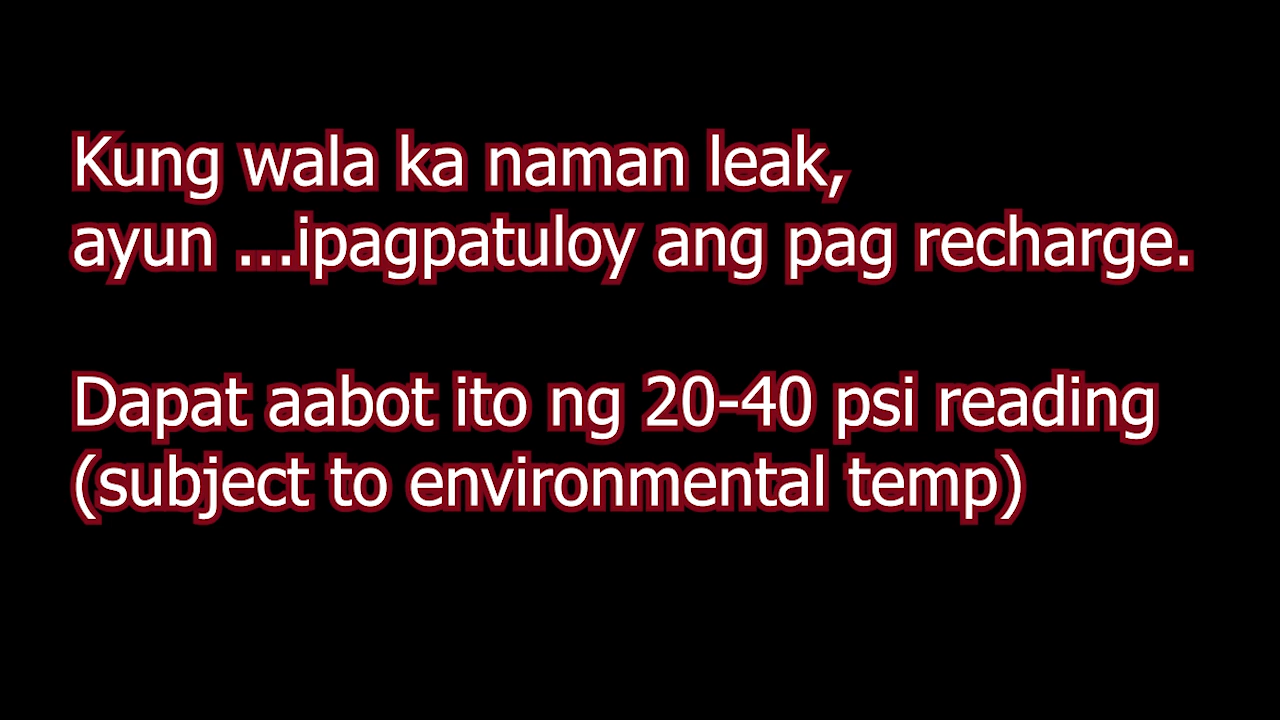 Kung wala ka naman leak,
ayun ...ipagpatuloy ang pag recharge.
Dapat aabot ito ng 20-40 psi reading
(subject to environmental temp)